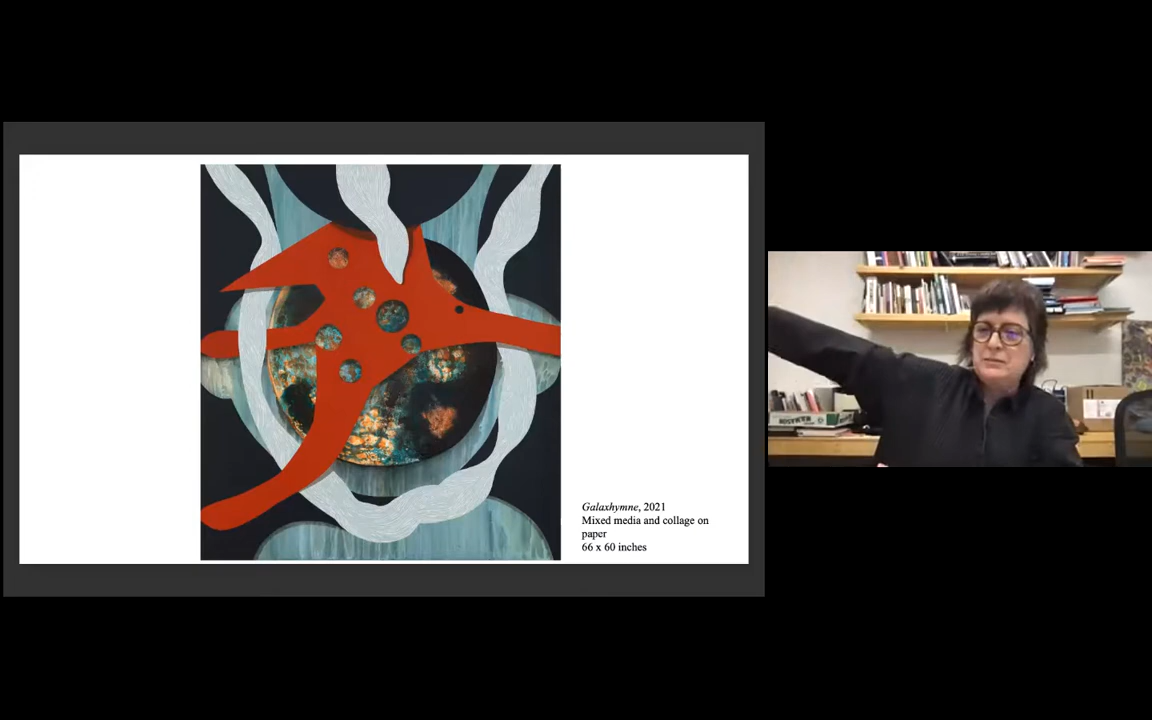 Galaxhymne, 2021
Mixed media and collage on
paper
66 x 60 inches